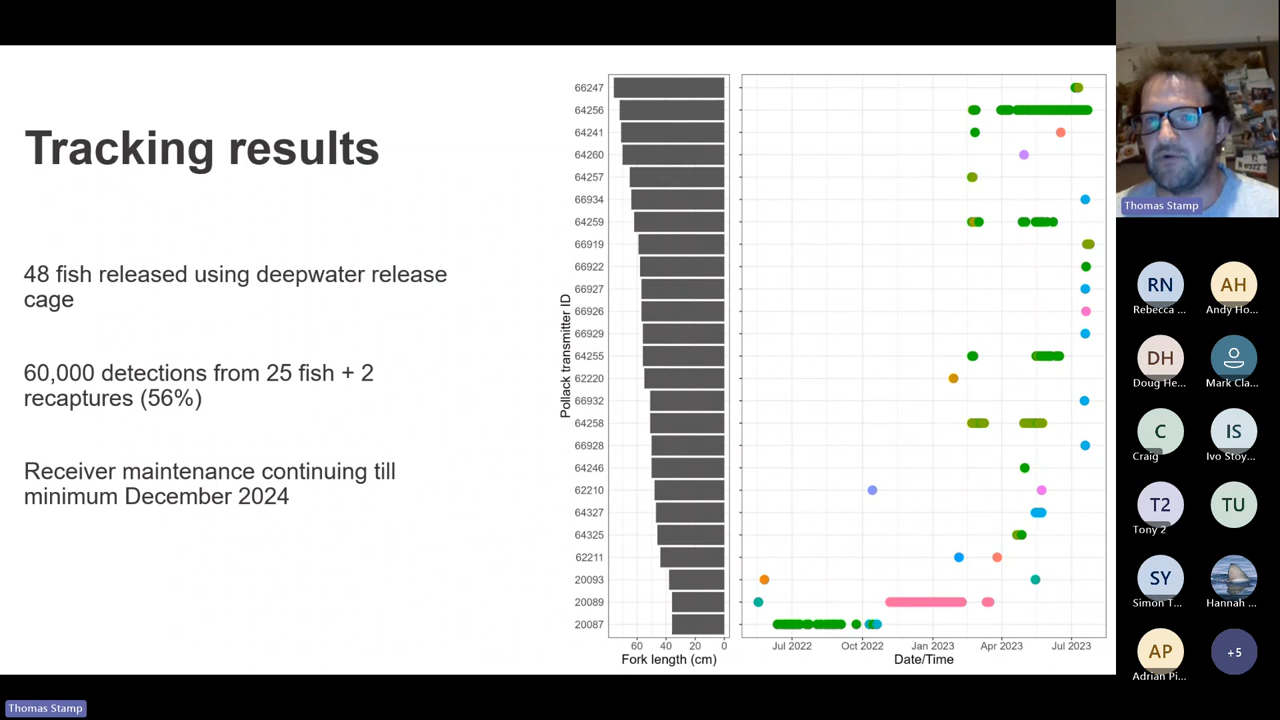 Tracking results
48 fish released using deepwater release
cage
60,000 detections from 25 fish + 2
recaptures (56%)
Receiver maintenance continuing till
minimum December 2024
Pollack transmitter ID
66247
64256
64241
64260
64257
66934
64259
66919
66922
66927
66926
66929
64255
62220
66932
64258
66928
64246
62210
64327
64325
62211
20093
20089
20087
60 40 20 0
Fork length (cm)
Jul 2022 Oct 2022 Jan 2023 Apr 2023 Jul 2023
Date/Time
Thomas Stamp
RN AH
Rebecca ... Andy Ho...
DH
Doug He... Mark Cla...
C IS
Craig Ivo Stoy...
T2 TU
Tony 2
SY
Simon T... Hannah ...
AP +5
Adrian Pi...
Thomas Stamp